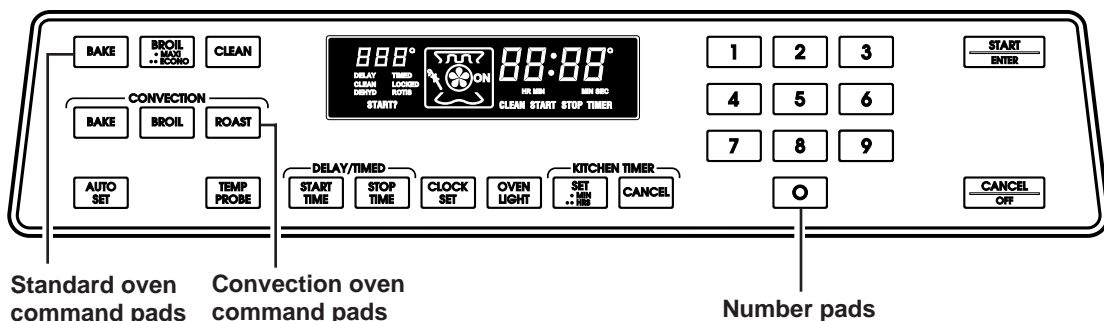 BAKE
BROIL
• MAXI
•• ECONO
CLEAN
CONVECTION
BAKE
BROIL
ROAST
AUTO
SET
TEMP
PROBE
888°
DELAY TIMED
CLEAN LOCKED
DEHYD ROTIS
START?
ON
88:88°
HR MIN MIN SEC
CLEAN START STOP TIMER
DELAY/TIMED
START
TIME
STOP
TIME
CLOCK
SET
OVEN
LIGHT
KITCHEN TIMER
SET
• MIN
•• HRS
CANCEL
1 2 3
4 5 6
7 8 9
0
START
ENTER
CANCEL
OFF
Standard oven
command pads
Convection oven
command pads
Number pads